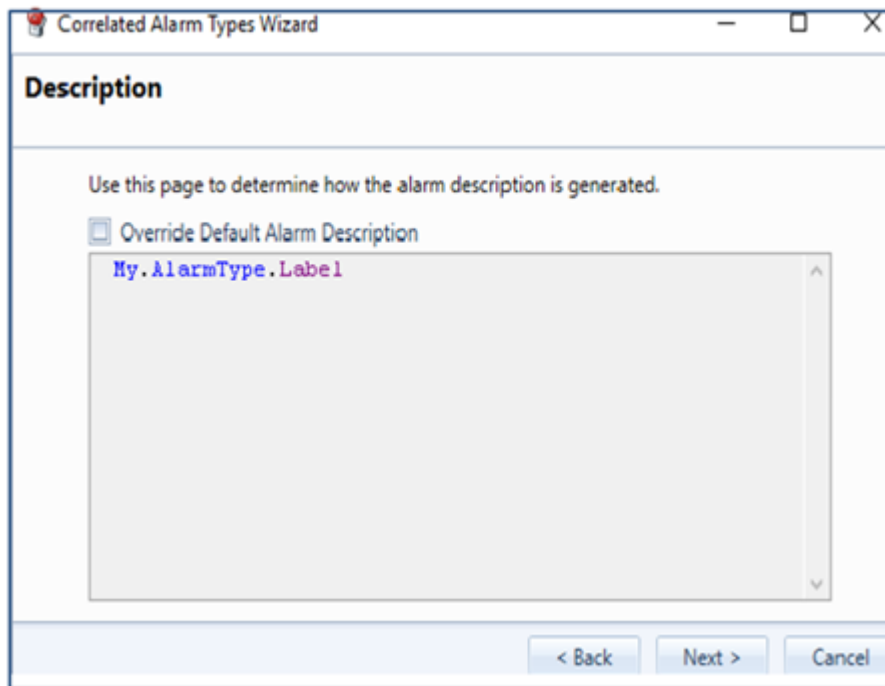 Correlated Alarm Types Wizard
Description
Use this page to determine how the alarm description is generated.
Override Default Alarm Description
My.AlarmType.Label
< Back Next > Cancel